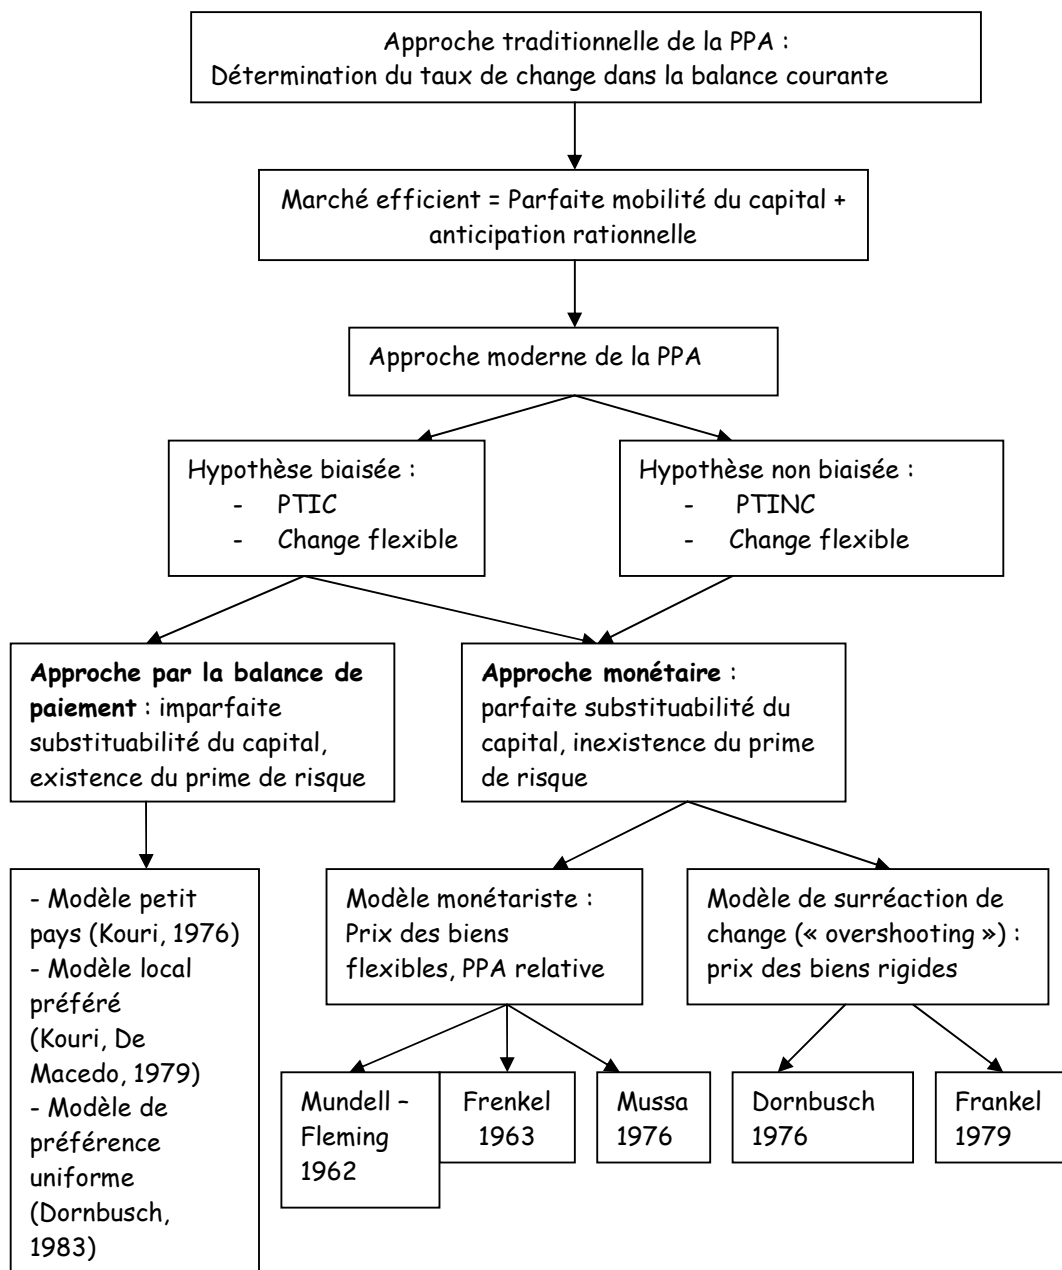 Approche traditionnelle de la PPA :
Détermination du taux de change dans la balance courante
Marché efficient = Parfaite mobilité du capital +
anticipation rationnelle
Approche moderne de la PPA
Hypothèse biaisée :
- PTIC
- Change flexible
Hypothèse non biaisée :
- PTINC
- Change flexible
Approche par la balance de
paiement : imparfaite
substituabilité du capital,
existence du prime de risque
Approche monétaire :
parfaite substituabilité du
capital, inexistence du prime
de risque
- Modèle petit
pays (Kouri, 1976)
- Modèle local
préféré
(Kouri, De
Macedo, 1979)
- Modèle de
préférence
uniforme
(Dornbusch,
1983)
Modèle monétariste :
Prix des biens
flexibles, PPA relative
Modèle de surréaction de
change (« overshooting ») :
prix des biens rigides
Mundell –
Fleming
1962
Frenkel
1963
Mussa
1976
Dornbusch
1976
Frankel
1979